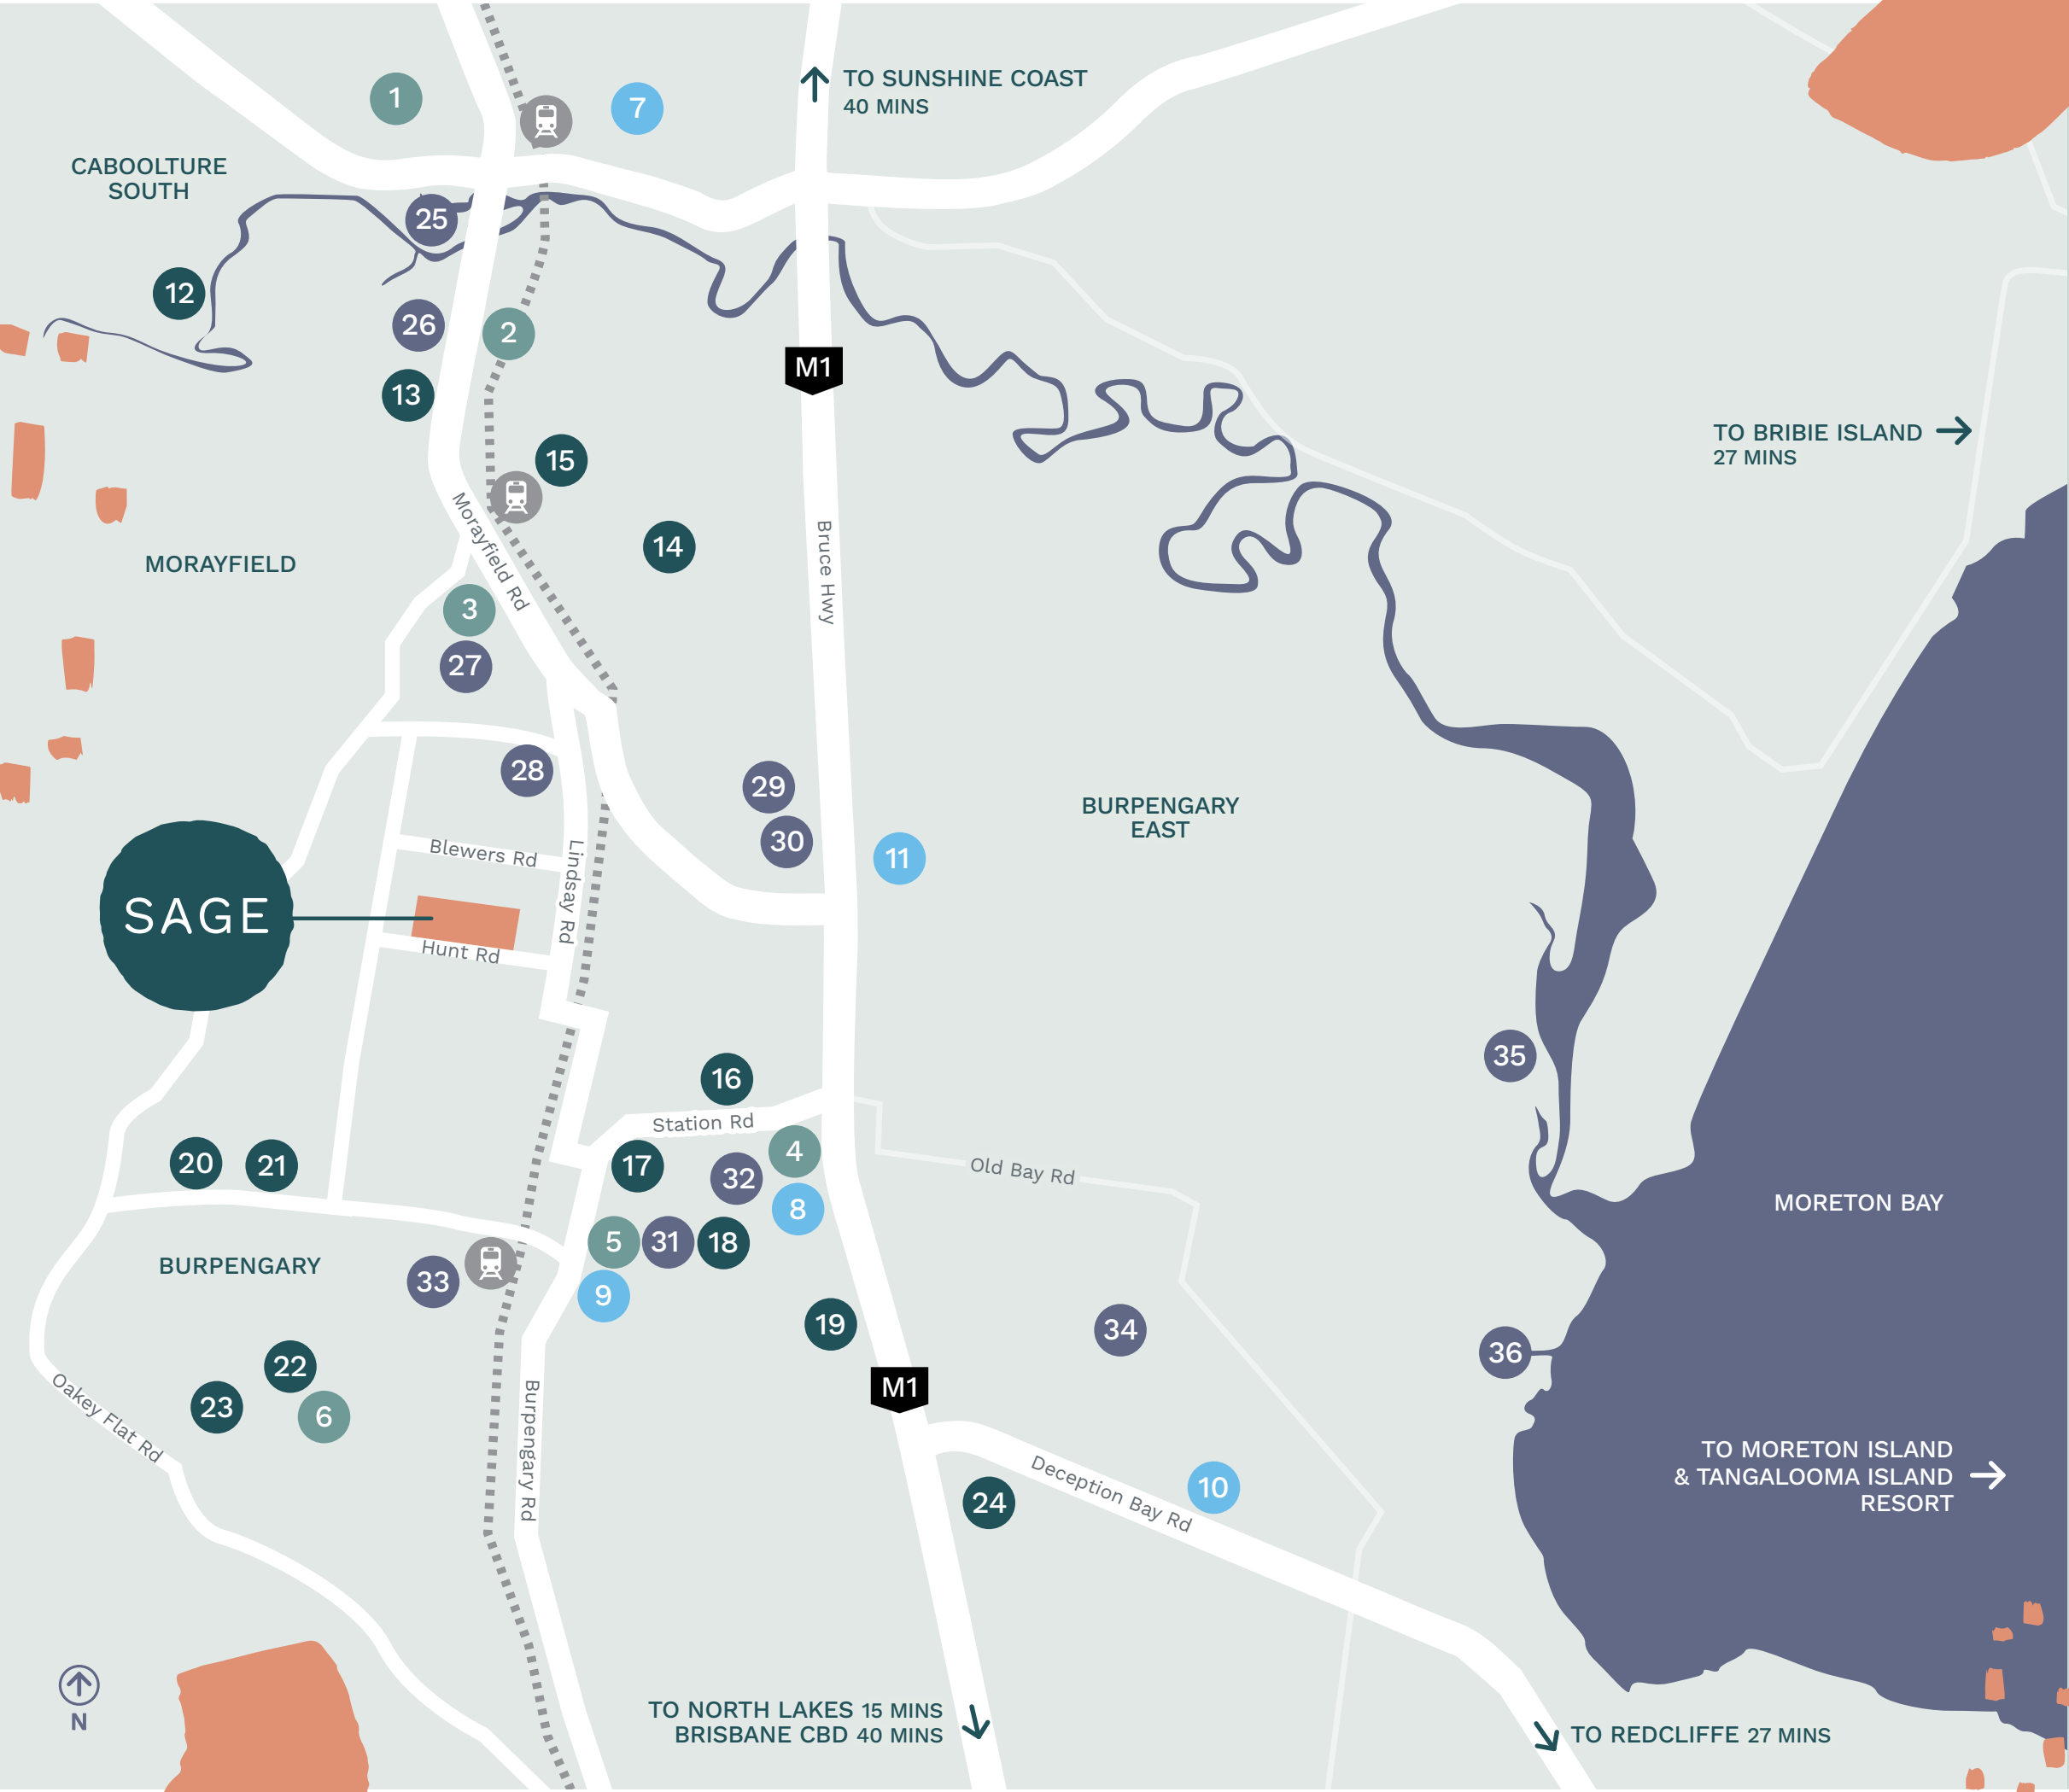 1
7
TO SUNSHINE COAST
40 MINS
CABOOLTURE
SOUTH
25
12
26
2
M1
13
TO BRIBIE ISLAND
27 MINS
15
Morayfield Rd
14
Bruce Hwy
MORAYFIELD
3
27
28
29
30
BURPENGARY
EAST
11
Blewers Rd
Lindsay Rd
SAGE
Hunt Rd
35
16
Station Rd
4
20
21
17
32
Old Bay Rd
8
MORETON BAY
5
31
18
BURPENGARY
33
9
19
34
36
22
23
6
M1
Oakey Flat Rd
Burpengary Rd
TO MORETON ISLAND
& TANGALOOMA ISLAND
RESORT
24
Deception Bay Rd
10
N
TO NORTH LAKES 15 MINS
BRISBANE CBD 40 MINS
TO REDCLIFFE 27 MINS